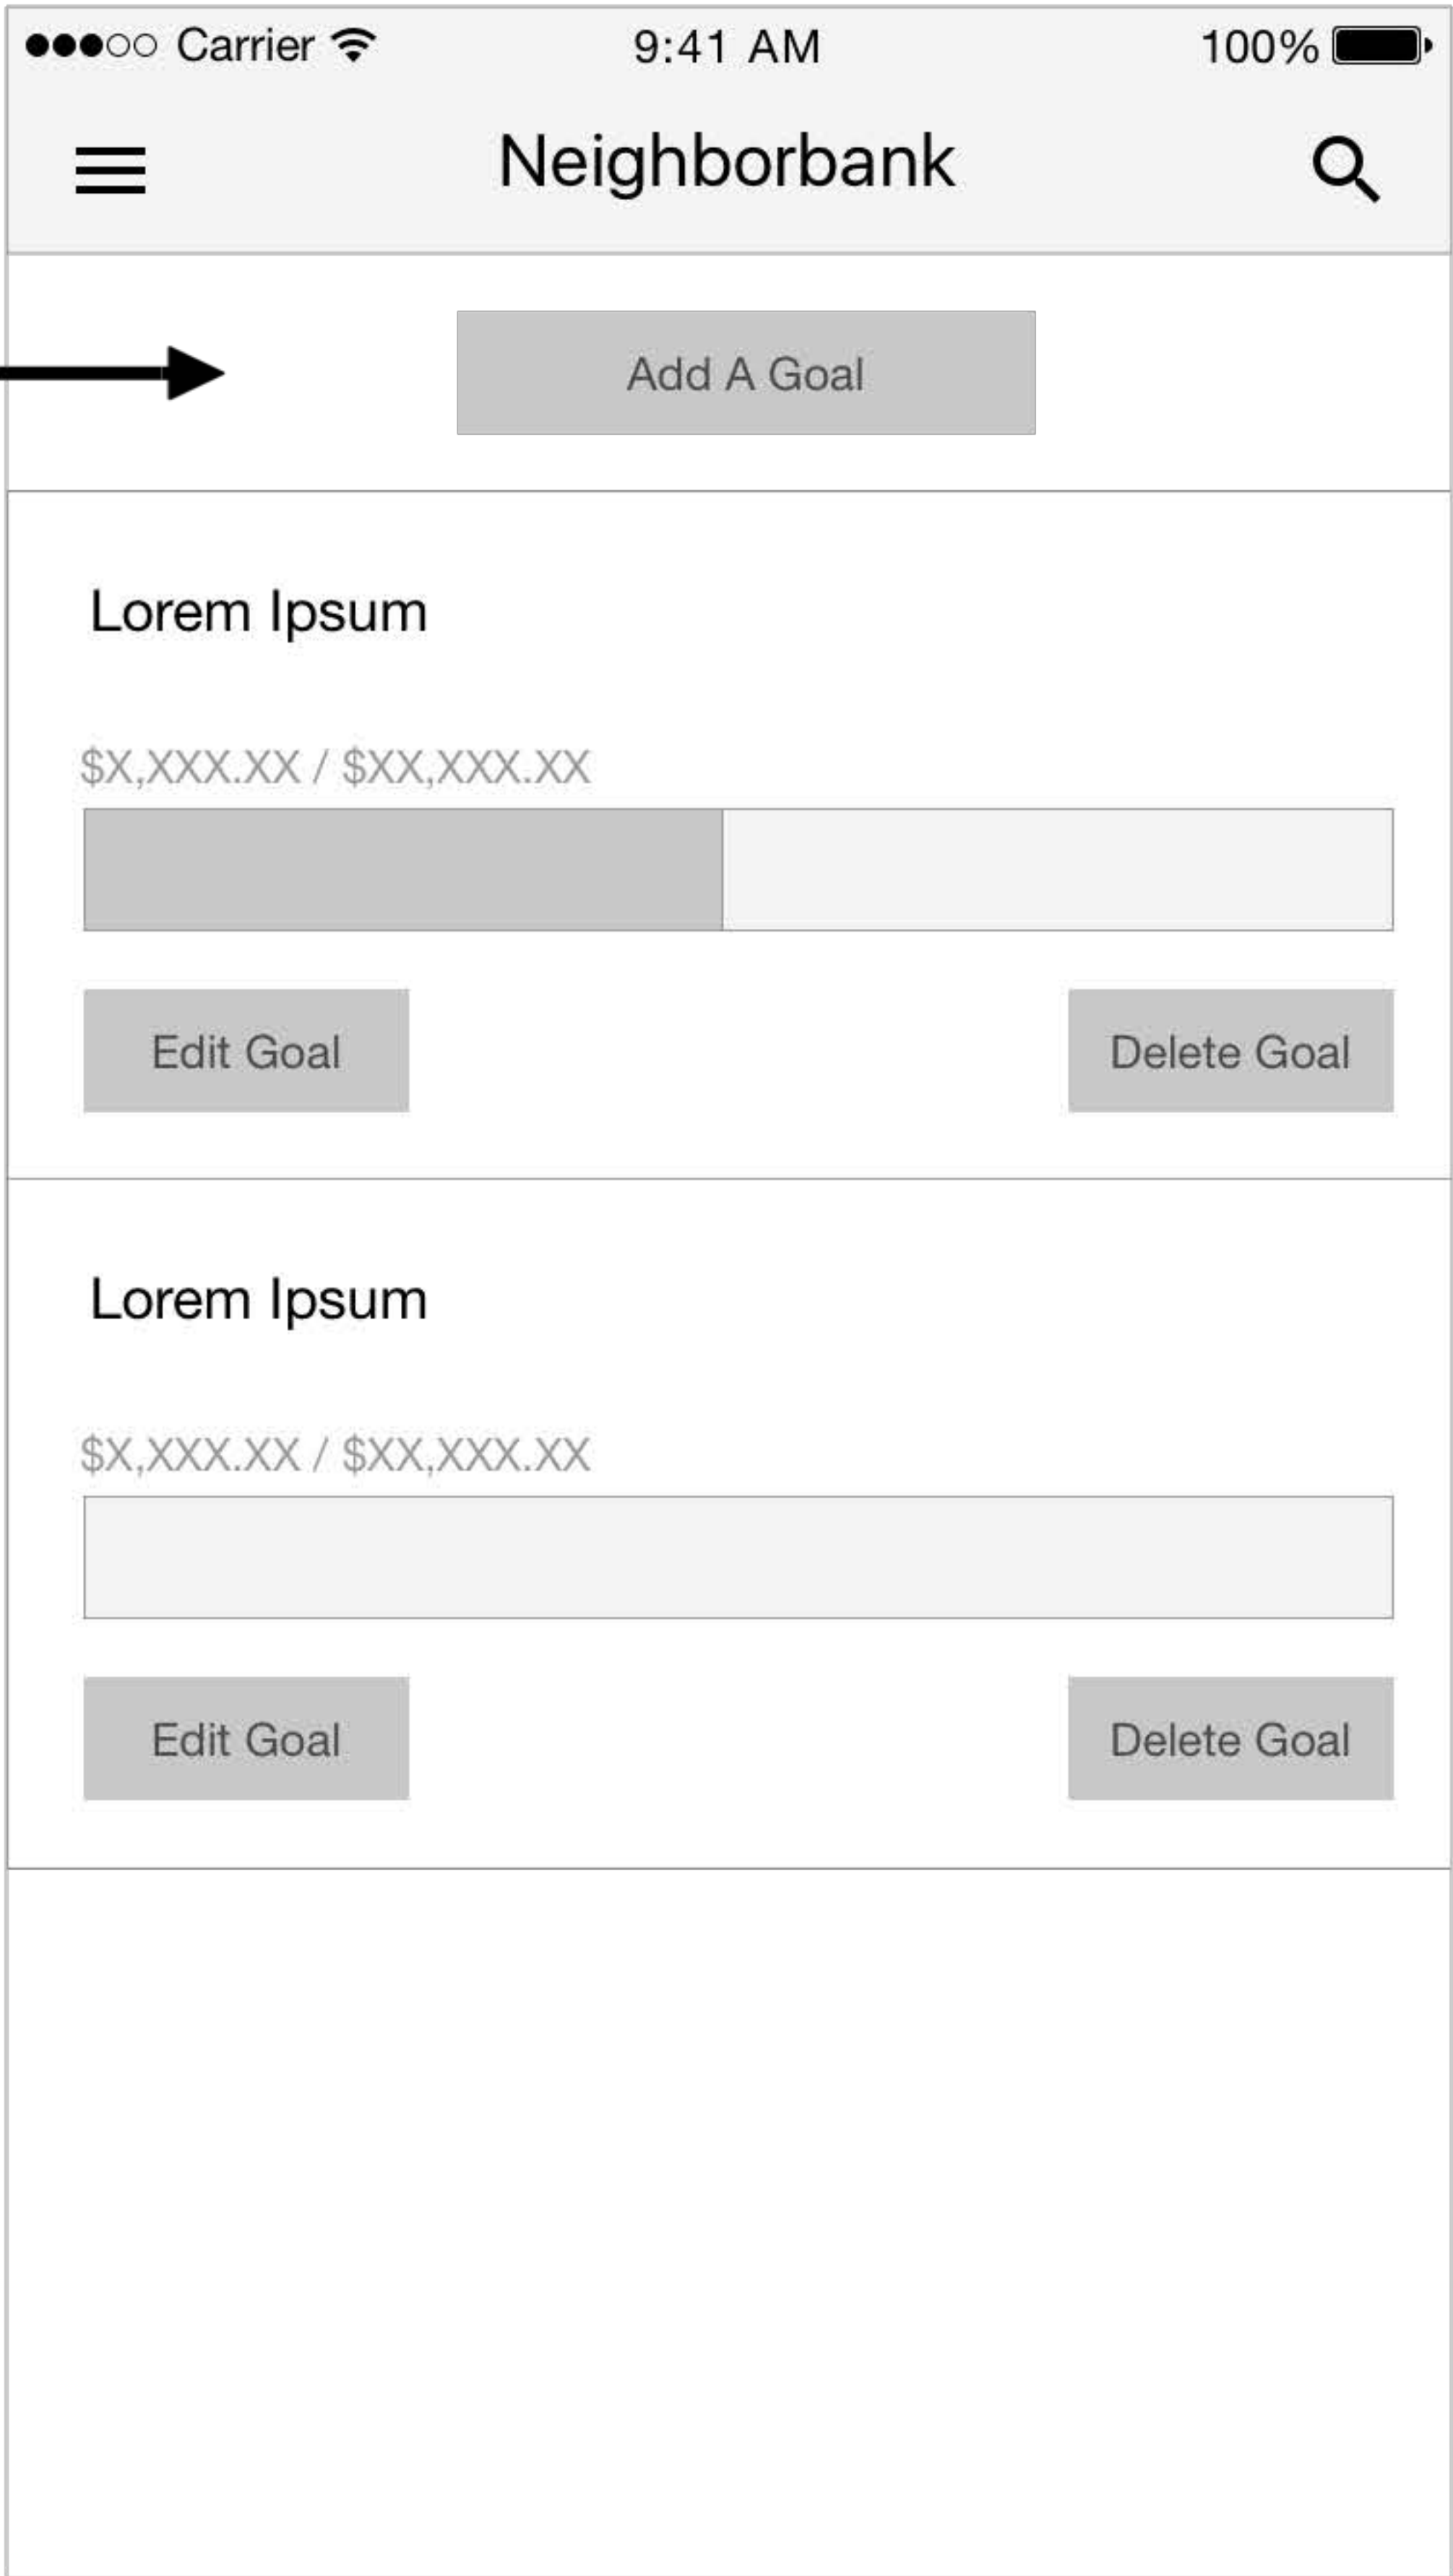 Carrier 9:41 AM 100%
Neighborbank
Add A Goal
Lorem Ipsum
$X,XXX.XX / $XX,XXX.XX
Edit Goal Delete Goal
Lorem Ipsum
$X,XXX.XX / $XX,XXX.XX
Edit Goal Delete Goal